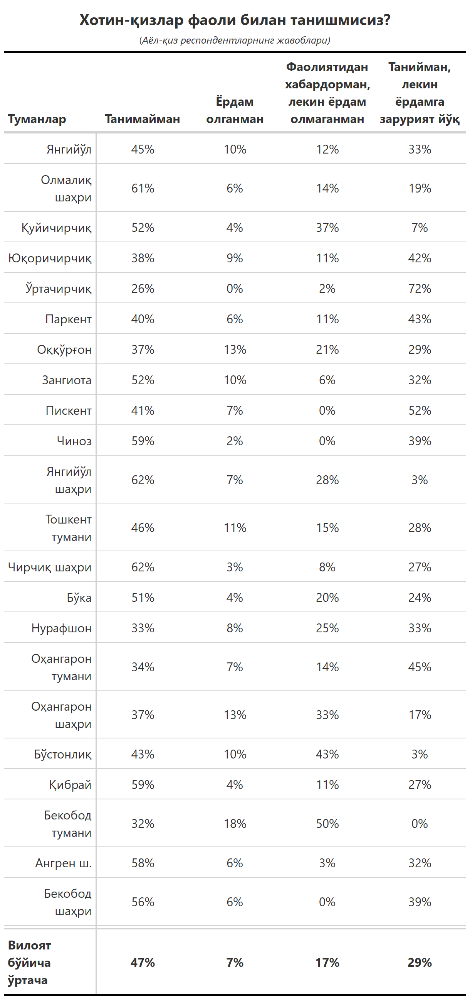 Хотин-қизлар фаоли билан танишмисиз?
(Аёл-қиз респондентларнинг жавоблари)
Туманлар
Танимайман
Ёрдам
олганман
Фаолиятидан
хабардорман,
лекин ёрдам
олмаганман
Танийман,
лекин
ёрдамга
зарурият йўқ
Янгийўл 45% 10% 12% 33%
Олмалиқ
шаҳри 61% 6% 14% 19%
Қуйичирчиқ 52% 4% 37% 7%
Юқоричирчиқ 38% 9% 11% 42%
Ўртачирчиқ 26% 0% 2% 72%
Паркент 40% 6% 11% 43%
Оққўрғон 37% 13% 21% 29%
Зангиота 52% 10% 6% 32%
Пискент 41% 7% 0% 52%
Чиноз 59% 2% 0% 39%
Янгийўл
шаҳри 62% 7% 28% 3%
Тошкент
тумани 46% 11% 15% 28%
Чирчиқ шаҳри 62% 3% 8% 27%
Бўка 51% 4% 20% 24%
Нурафшон 33% 8% 25% 33%
Оҳангарон
тумани 34% 7% 14% 45%
Оҳангарон
шаҳри 37% 13% 33% 17%
Бўстонлиқ 43% 10% 43% 3%
Қибрай 59% 4% 11% 27%
Бекобод
тумани 32% 18% 50% 0%
Ангрен ш. 58% 6% 3% 32%
Бекобод
шаҳри 56% 6% 0% 39%
Вилоят
бўйича
ўртача 47% 7% 17% 29%